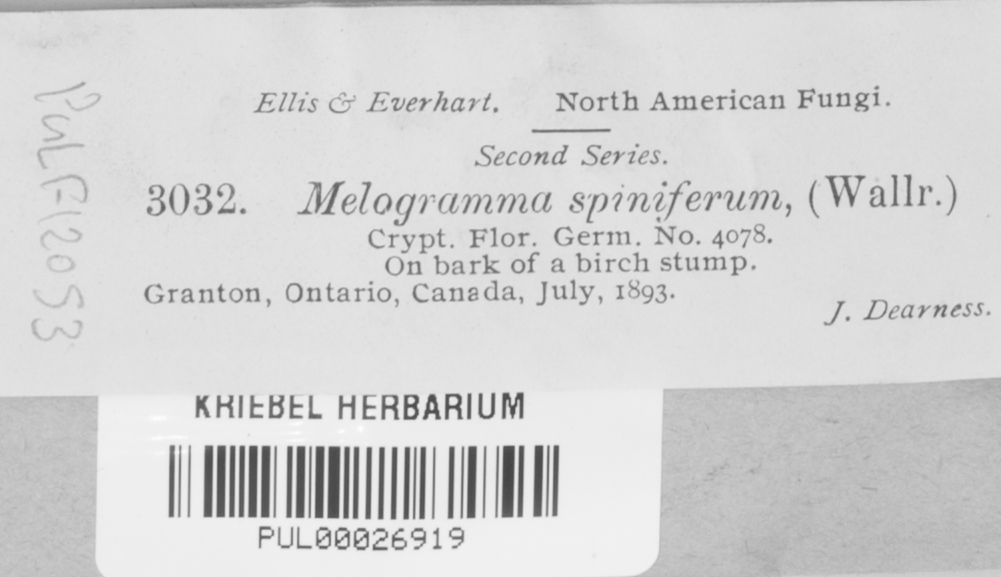 Ellis & Everhart. North American Fungi.
Second Series.
3032. Melogramma spiniferum, (Wallr.)
Crypt. Flor. Germ. No. 4078.
On bark of a birch stump.
Granton, Ontario, Canada, July, 1893.
J. Dearness.
PULF12053
KRIEBEL HERBARIUM
PUL00026919